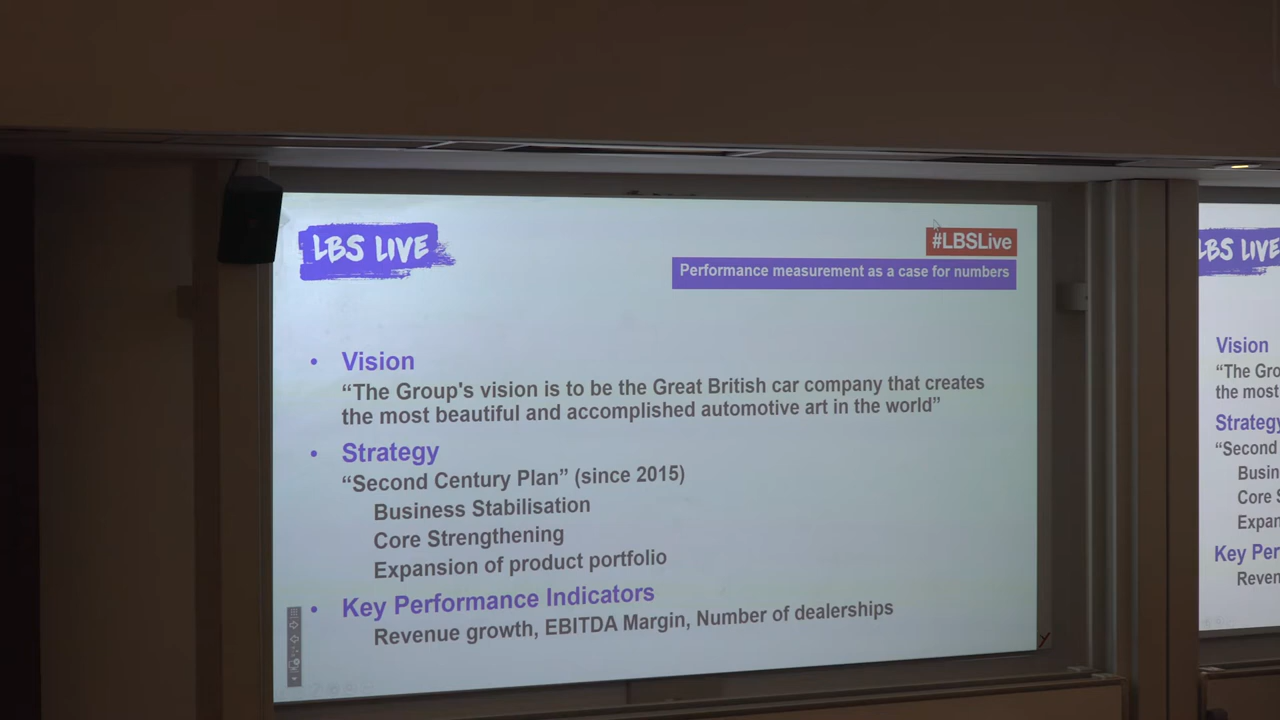 LBS LIVE
#LBSLive
Performance measurement as a case for numbers
• Vision
“The Group's vision is to be the Great British car company that creates
the most beautiful and accomplished automotive art in the world”
• Strategy
“Second Century Plan” (since 2015)
Business Stabilisation
Core Strengthening
Expansion of product portfolio
• Key Performance Indicators
Revenue growth, EBITDA Margin, Number of dealerships
LBS LIVE
Vision
“The Gro
the most
Strategy
“Second
Busin
Core S
Expan
Key Per
Reven